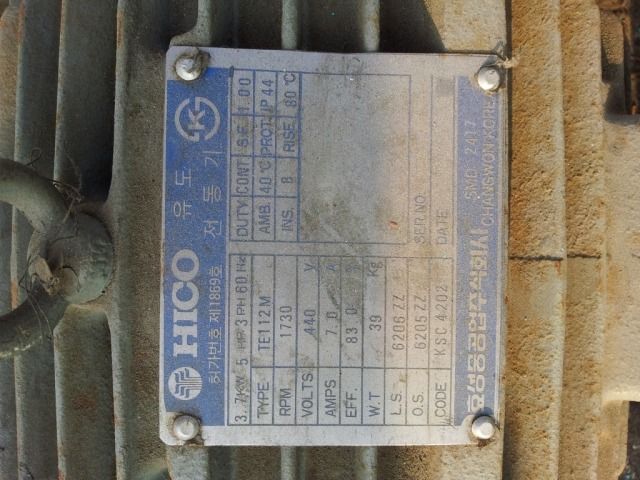 HICO 유도
허가번호 제1869호 전동기
3.7KW 5 HP 3 PH 60 Hz DUTY CONT S.F. 1.00
TYPE TE112M AMB. 40 °C PROT. IP 44
RPM 1730 INS. B RISE 80 °C
VOLTS 440 V
AMPS 7.0 A
EFF. 83.0 %
W.T 39 Kg
L.S. 6206ZZ
O.S. 6205ZZ SER NO
CODE KSC 4202 DATE
효성중공업주식회사 SMD 2417
CHANGWON KOREA